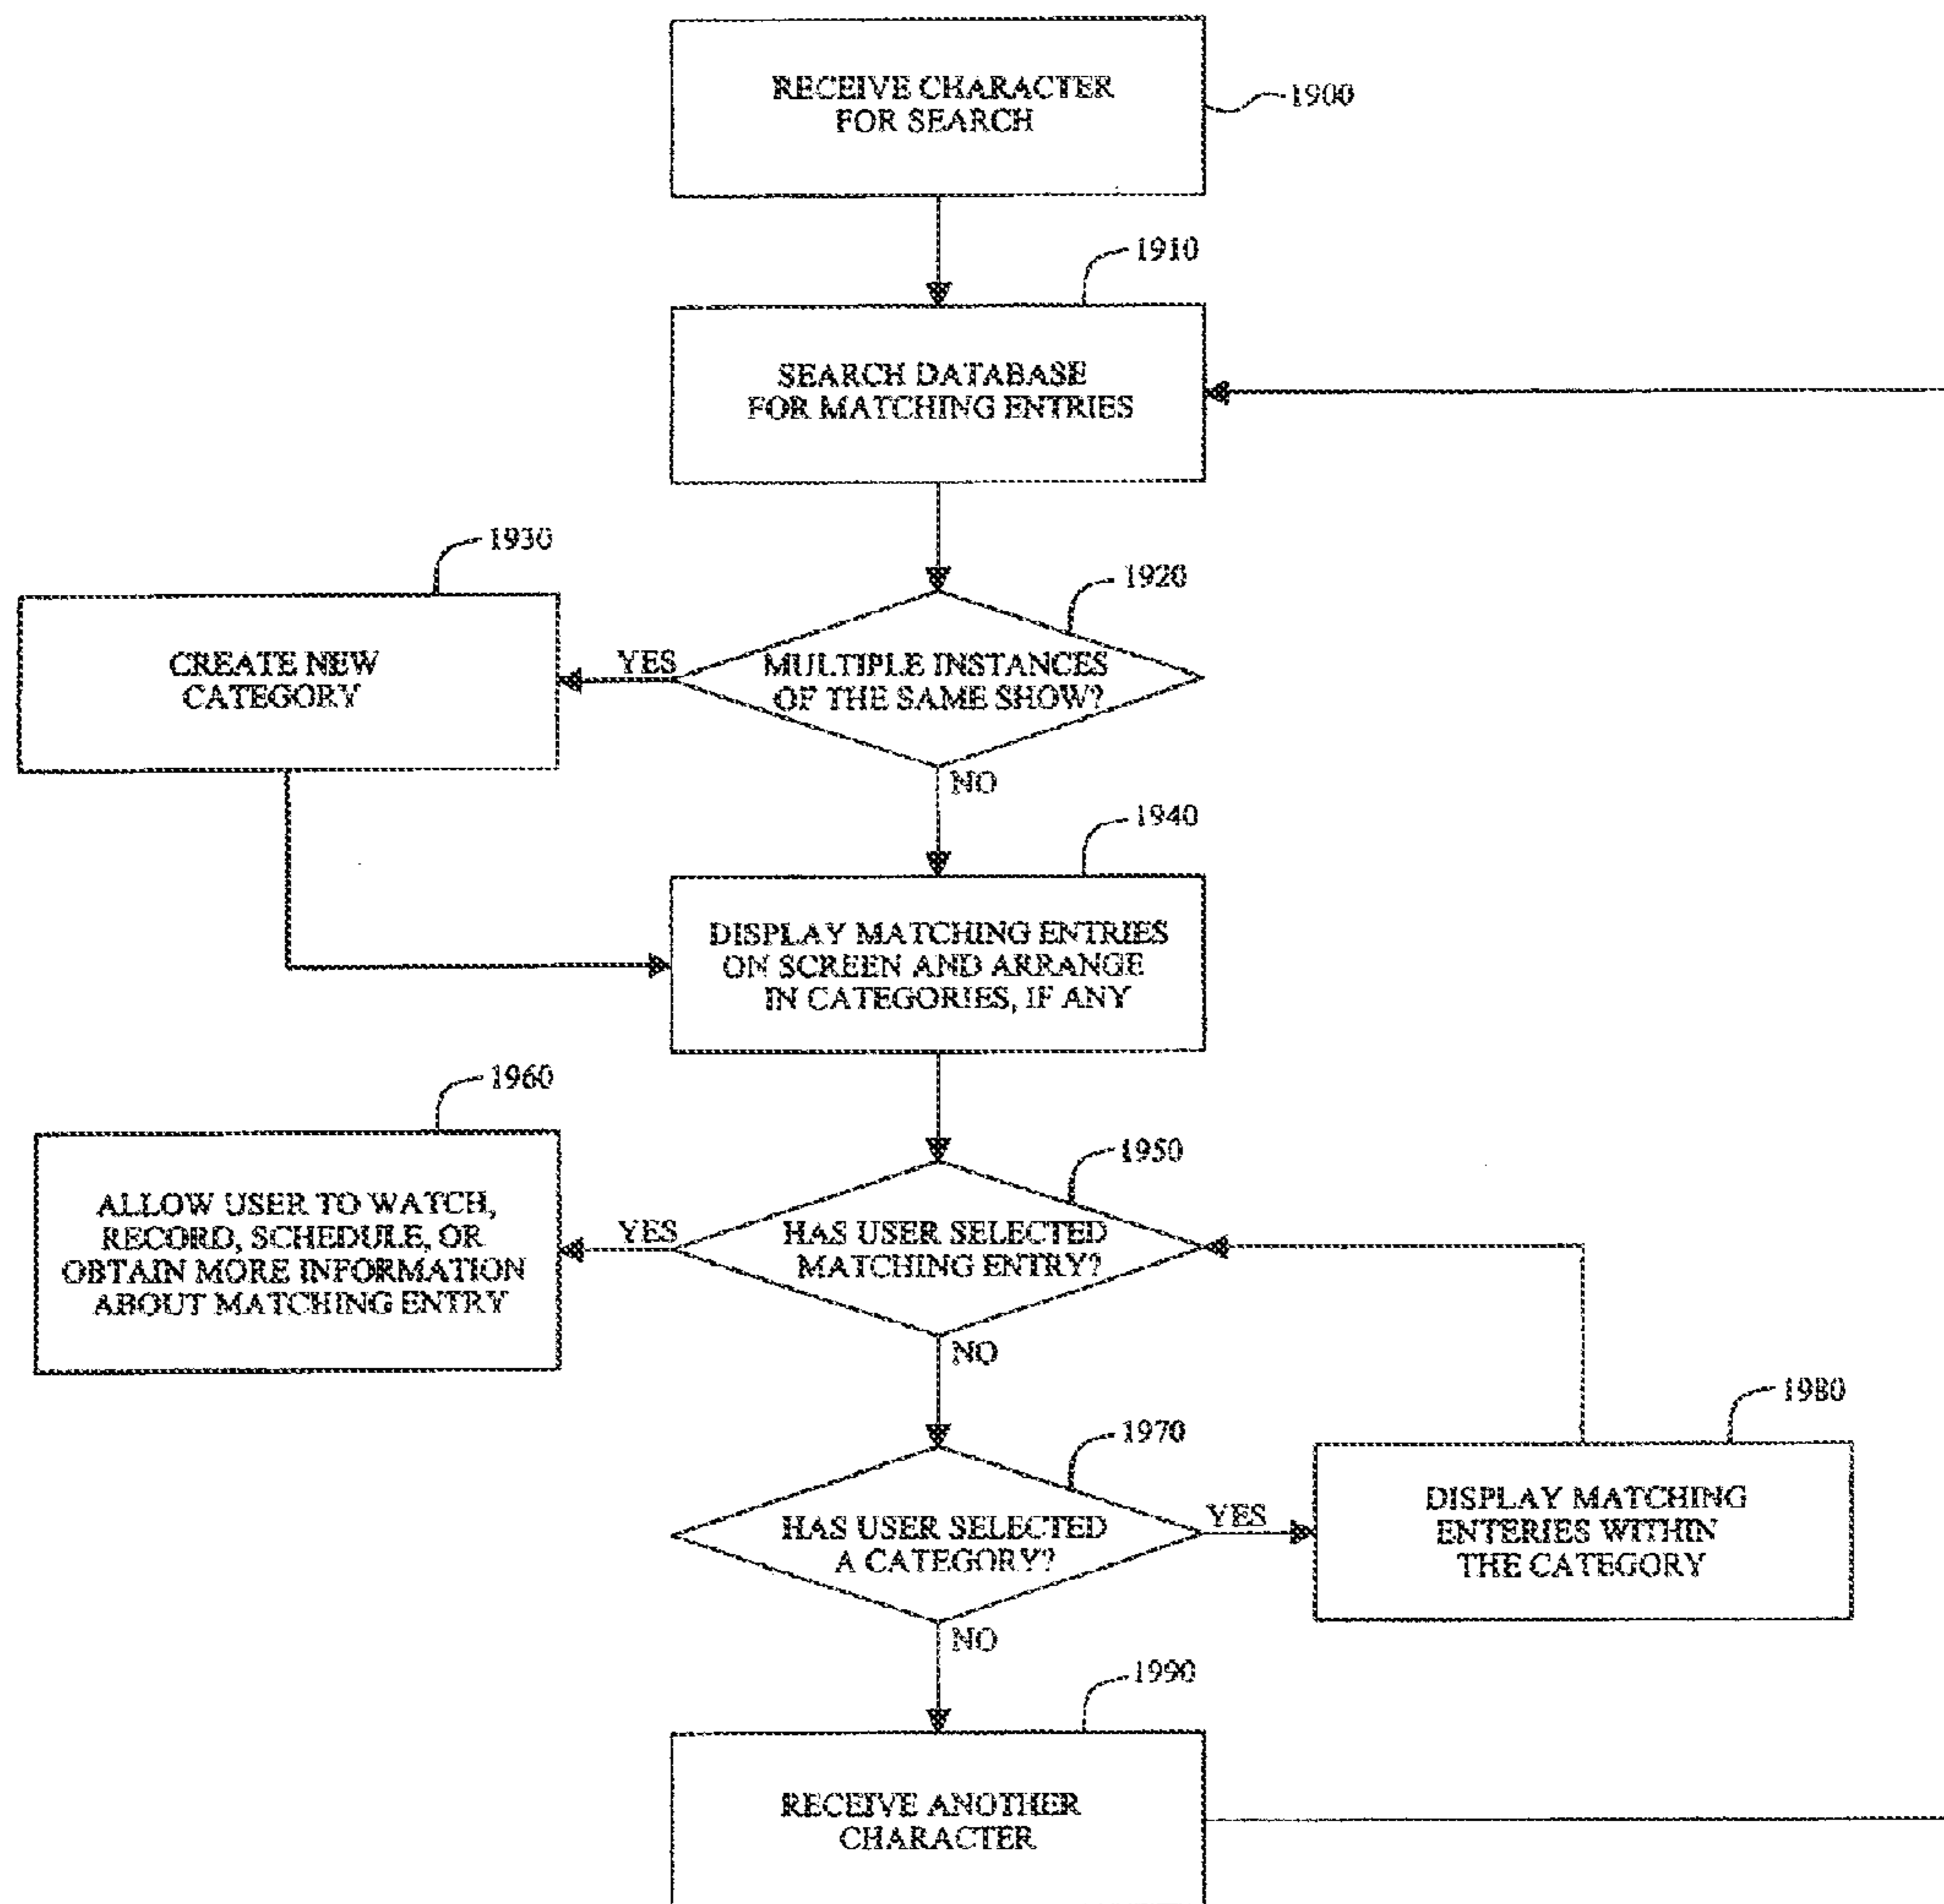 RECEIVE CHARACTER
FOR SEARCH
1900
1910
SEARCH DATABASE
FOR MATCHING ENTRIES
1930
1920
CREATE NEW
CATEGORY
YES
MULTIPLE INSTANCES
OF THE SAME SHOW?
NO
1940
DISPLAY MATCHING ENTRIES
ON SCREEN AND ARRANGE
IN CATEGORIES, IF ANY
1960
1950
ALLOW USER TO WATCH,
RECORD, SCHEDULE, OR
OBTAIN MORE INFORMATION
ABOUT MATCHING ENTRY
YES
HAS USER SELECTED
MATCHING ENTRY?
NO
1970
1980
HAS USER SELECTED
A CATEGORY?
YES
DISPLAY MATCHING
ENTERIES WITHIN
THE CATEGORY
NO
1990
RECEIVE ANOTHER
CHARACTER